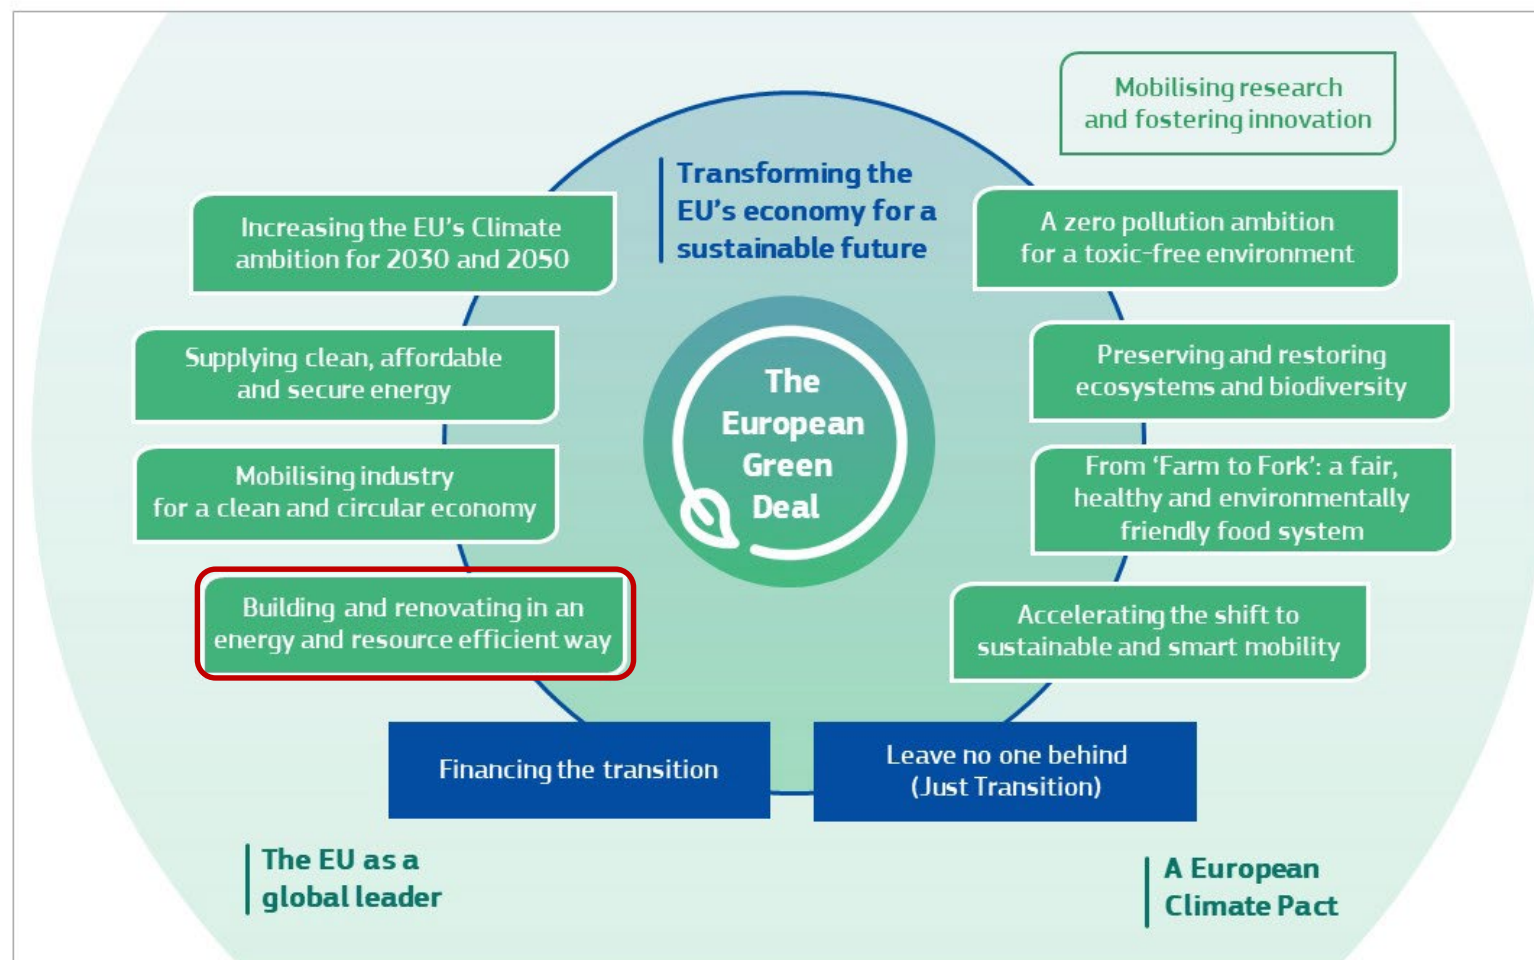 Mobilising research
and fostering innovation
Transforming the
EU's economy for a
sustainable future
Increasing the EU's Climate
ambition for 2030 and 2050
A zero pollution ambition
for a toxic-free environment
Supplying clean, affordable
and secure energy
The
European
Green
Deal
Preserving and restoring
ecosystems and biodiversity
Mobilising industry
for a clean and circular economy
From ‘Farm to Fork’: a fair,
healthy and environmentally
friendly food system
Building and renovating in an
energy and resource efficient way
Accelerating the shift to
sustainable and smart mobility
Financing the transition
Leave no one behind
(Just Transition)
The EU as a
global leader
A European
Climate Pact